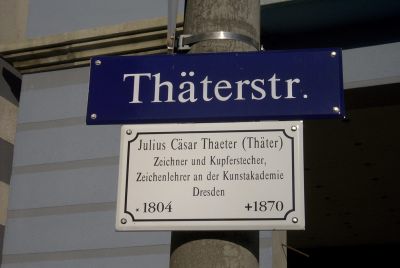 Thäterstr.
Julius Cäsar Thaeter (Thäter)
Zeichner und Kupferstecher,
Zeichenlehrer an der Kunstakademie
Dresden
* 1804 +1870